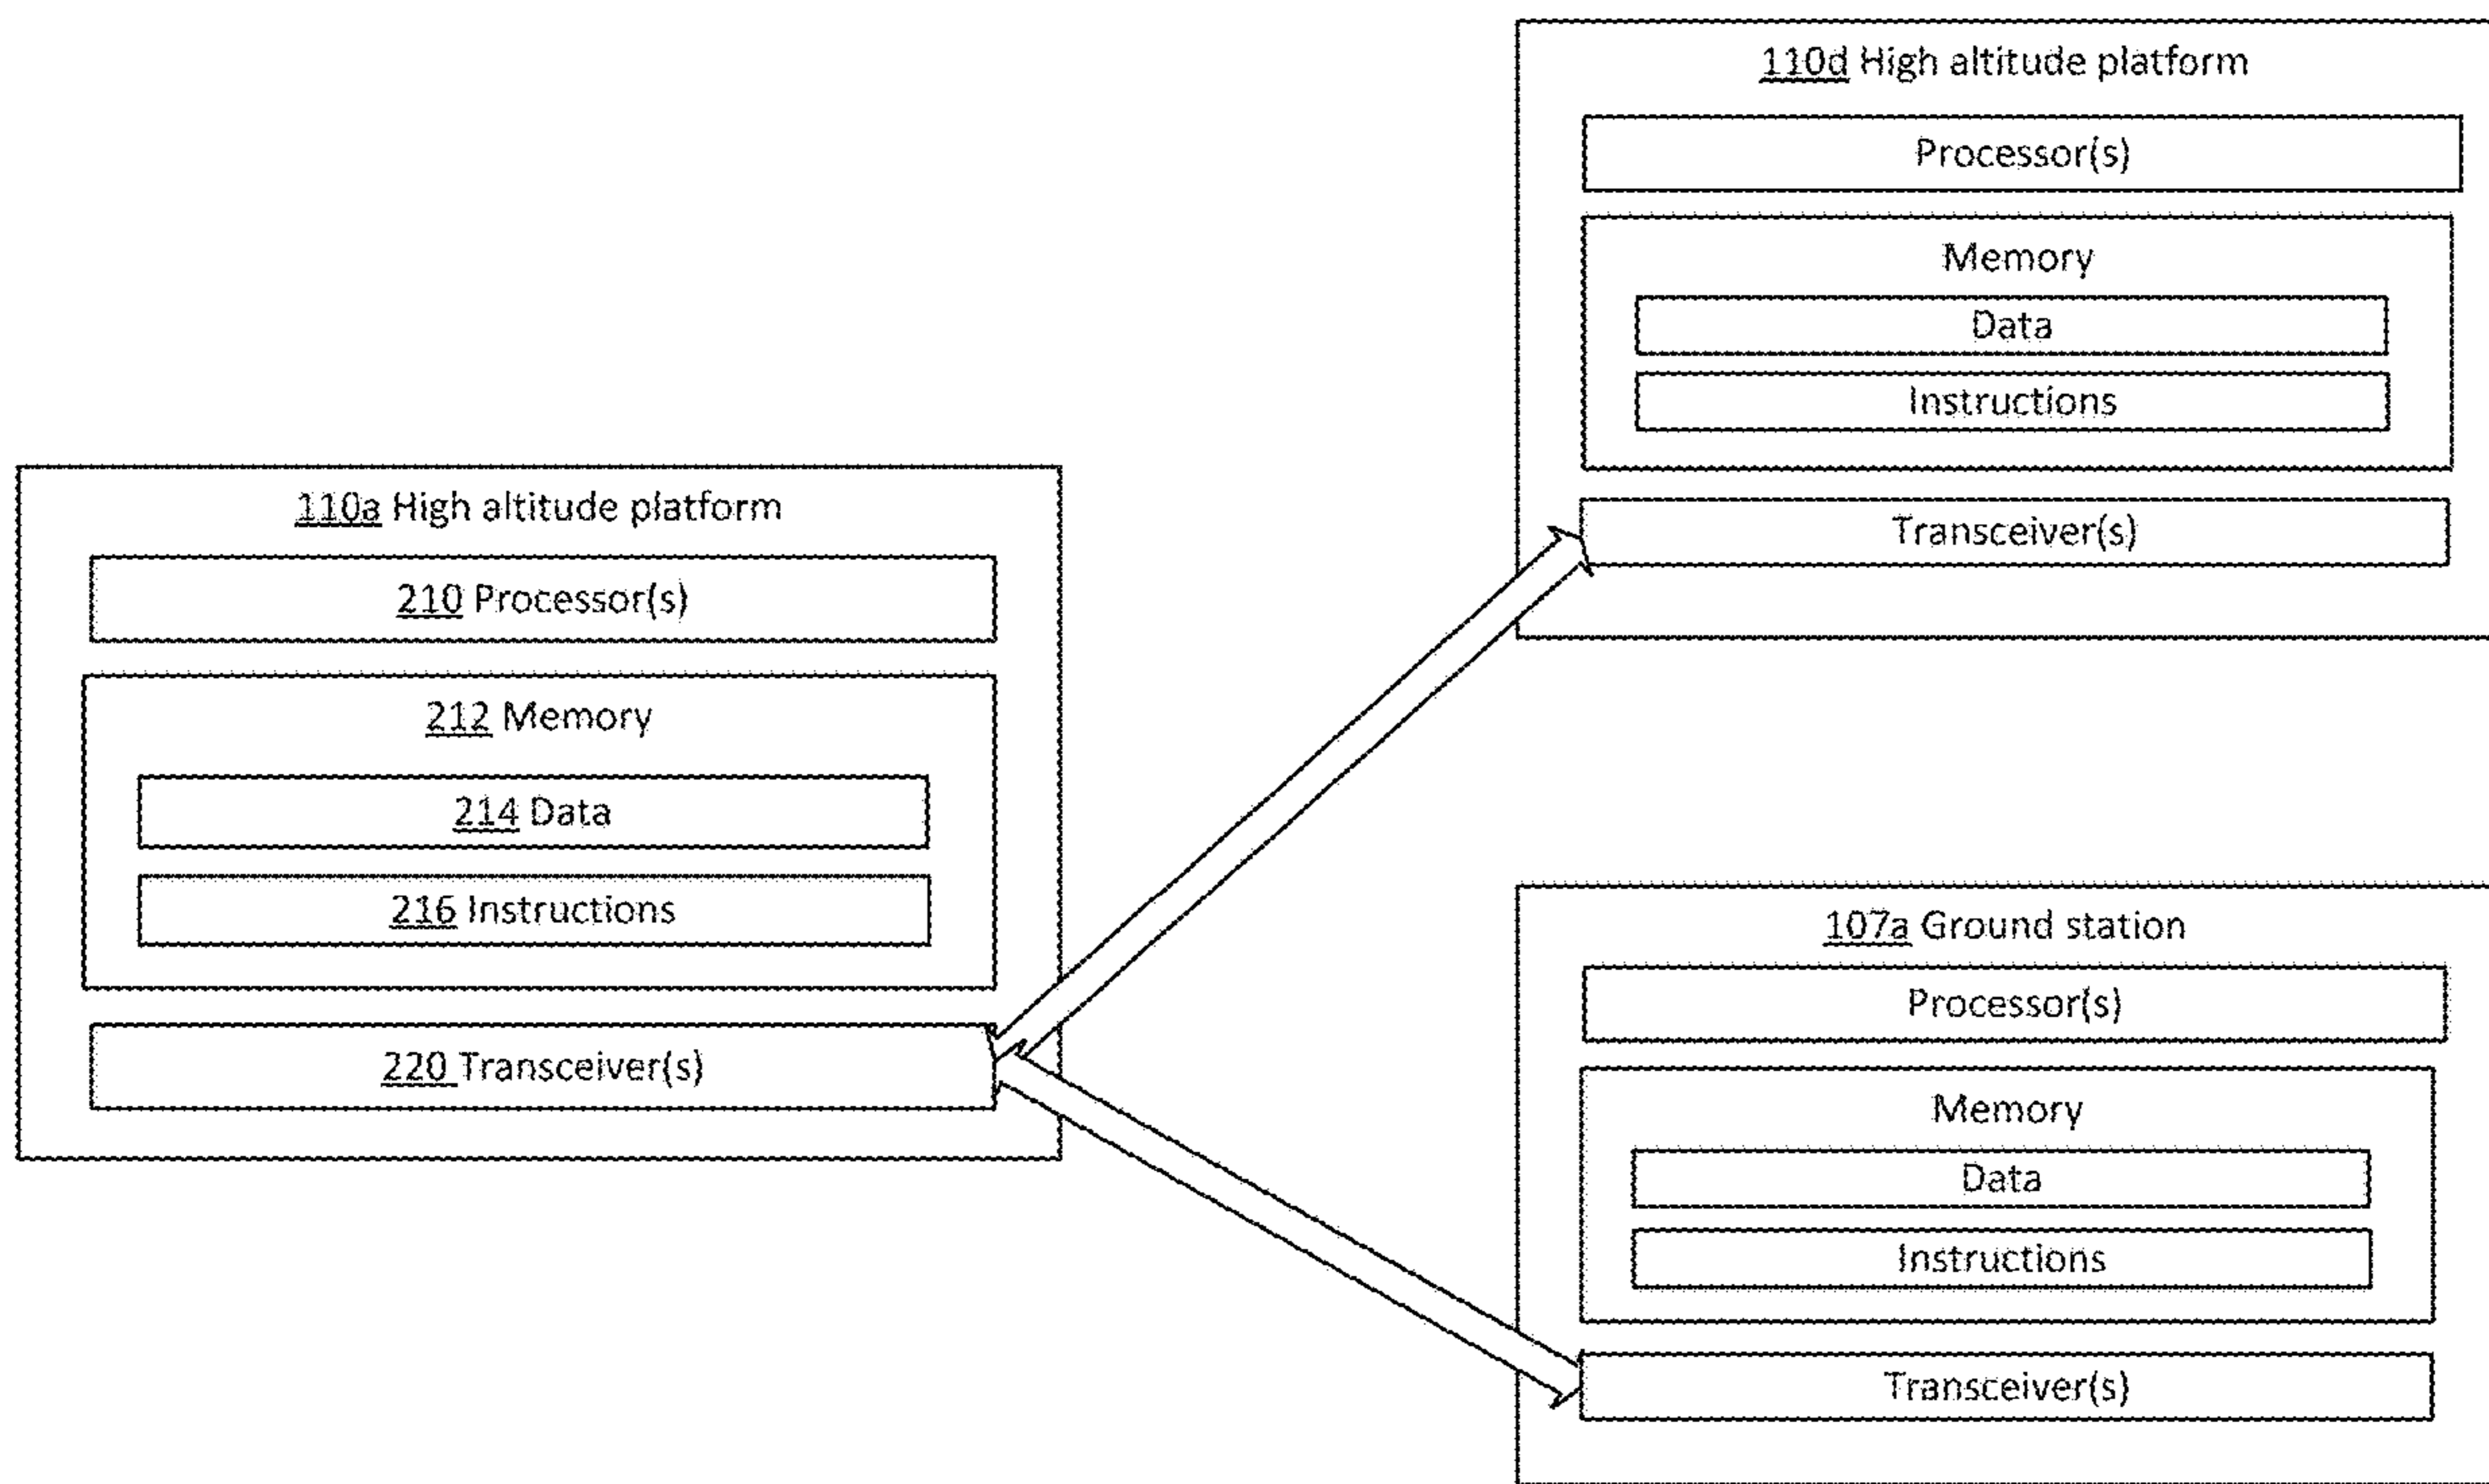 110d High altitude platform
Processor(s)
Memory
Data
Instructions
Transceiver(s)
110a High altitude platform
210 Processor(s)
212 Memory
214 Data
216 Instructions
220 Transceiver(s)
107a Ground station
Processor(s)
Memory
Data
Instructions
Transceiver(s)